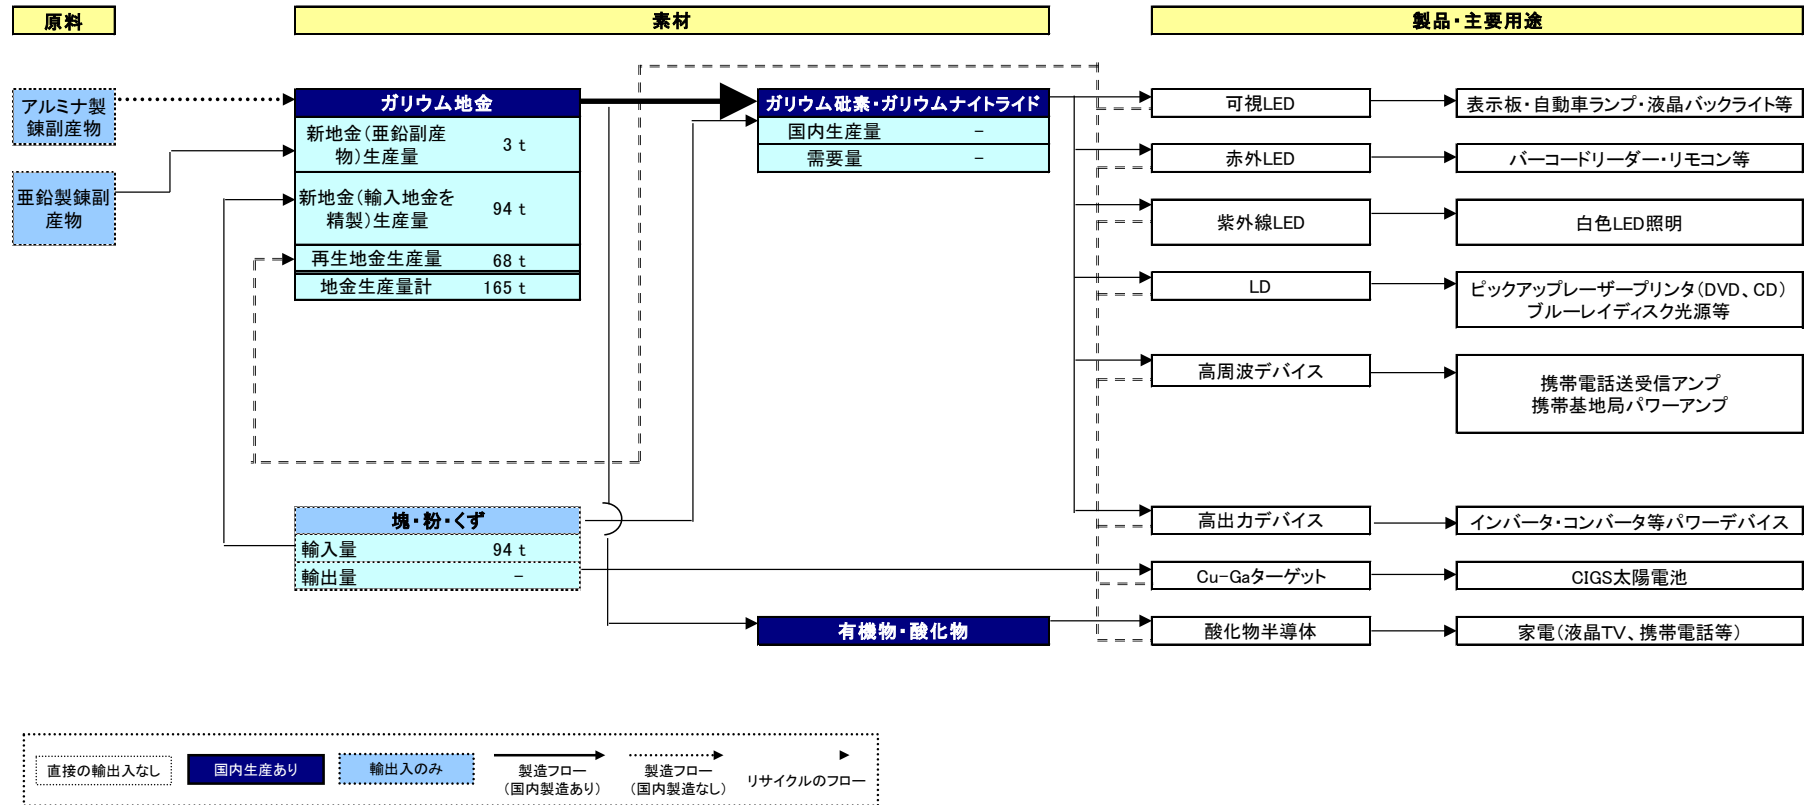 原料
素材
製品・主要用途
アルミナ製
錬副産物
亜鉛製錬副
産物
ガリウム地金
新地金(亜鉛副産
物)生産量
3 t
新地金(輸入地金を
精製)生産量
94 t
再生地金生産量
68 t
地金生産量計
165 t
塊・粉・くず
輸入量
94 t
輸出量
-
ガリウム砒素・ガリウムナイトライド
国内生産量
-
需要量
-
有機物・酸化物
可視LED
表示板・自動車ランプ・液晶バックライト等
赤外LED
バーコードリーダー・リモコン等
紫外線LED
白色LED照明
LD
ピックアップレーザープリンタ(DVD、CD)
ブルーレイディスク光源等
高周波デバイス
携帯電話送受信アンプ
携帯基地局パワーアンプ
高出力デバイス
インバータ・コンバータ等パワーデバイス
Cu-Gaターゲット
CIGS太陽電池
酸化物半導体
家電(液晶TV、携帯電話等)
直接の輸出入なし
国内生産あり
輸出入のみ
製造フロー
(国内製造あり)
製造フロー
(国内製造なし)
リサイクルのフロー